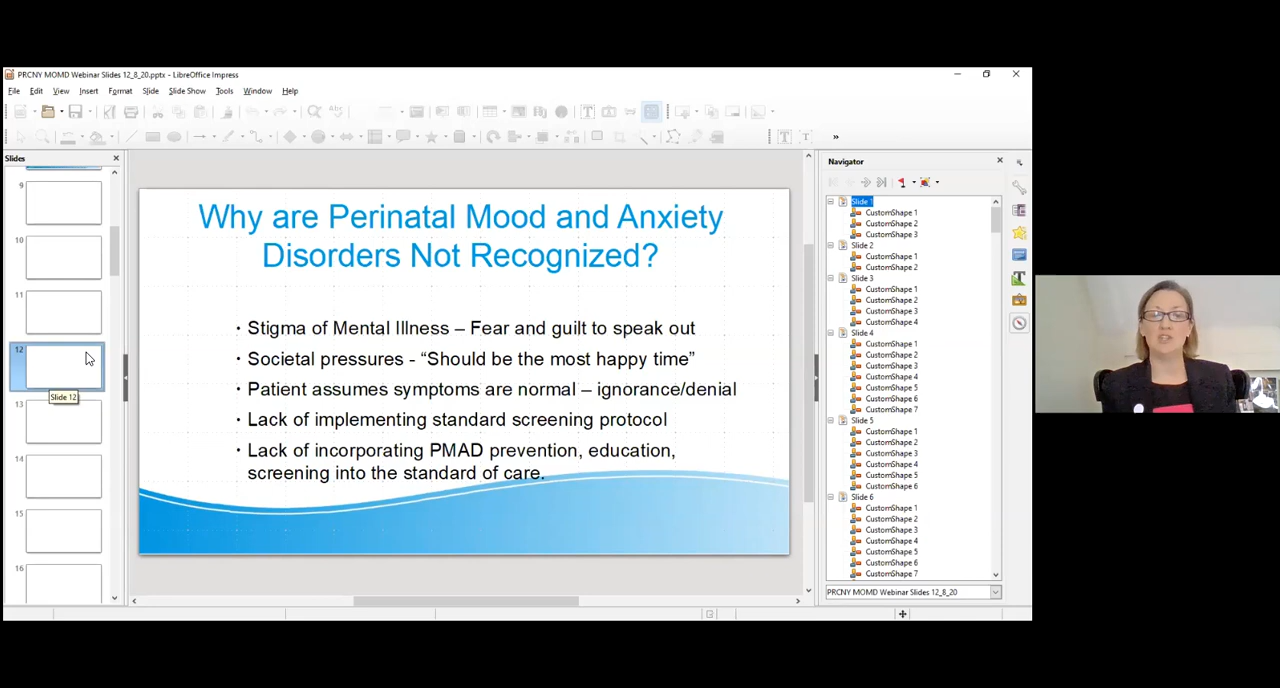 PRCNY MOMD Webinar Slides 12_8_20.pptx - LibreOffice Impress
File Edit View Insert Format Slide Slide Show Tools Window Help
Slides
9
10
11
12
Slide 12
13
14
15
16
Why are Perinatal Mood and Anxiety
Disorders Not Recognized?
· Stigma of Mental Illness – Fear and guilt to speak out
· Societal pressures - “Should be the most happy time”
· Patient assumes symptoms are normal – ignorance/denial
· Lack of implementing standard screening protocol
· Lack of incorporating PMAD prevention, education,
screening into the standard of care.
Navigator
Slide 1
CustomShape 1
CustomShape 2
CustomShape 3
Slide 2
CustomShape 1
CustomShape 2
Slide 3
CustomShape 1
CustomShape 2
CustomShape 3
CustomShape 4
Slide 4
CustomShape 1
CustomShape 2
CustomShape 3
CustomShape 4
CustomShape 5
CustomShape 6
CustomShape 7
Slide 5
CustomShape 1
CustomShape 2
CustomShape 3
CustomShape 4
CustomShape 5
CustomShape 6
Slide 6
CustomShape 1
CustomShape 2
CustomShape 3
CustomShape 4
CustomShape 5
CustomShape 6
CustomShape 7
PRCNY MOMD Webinar Slides 12_8_20